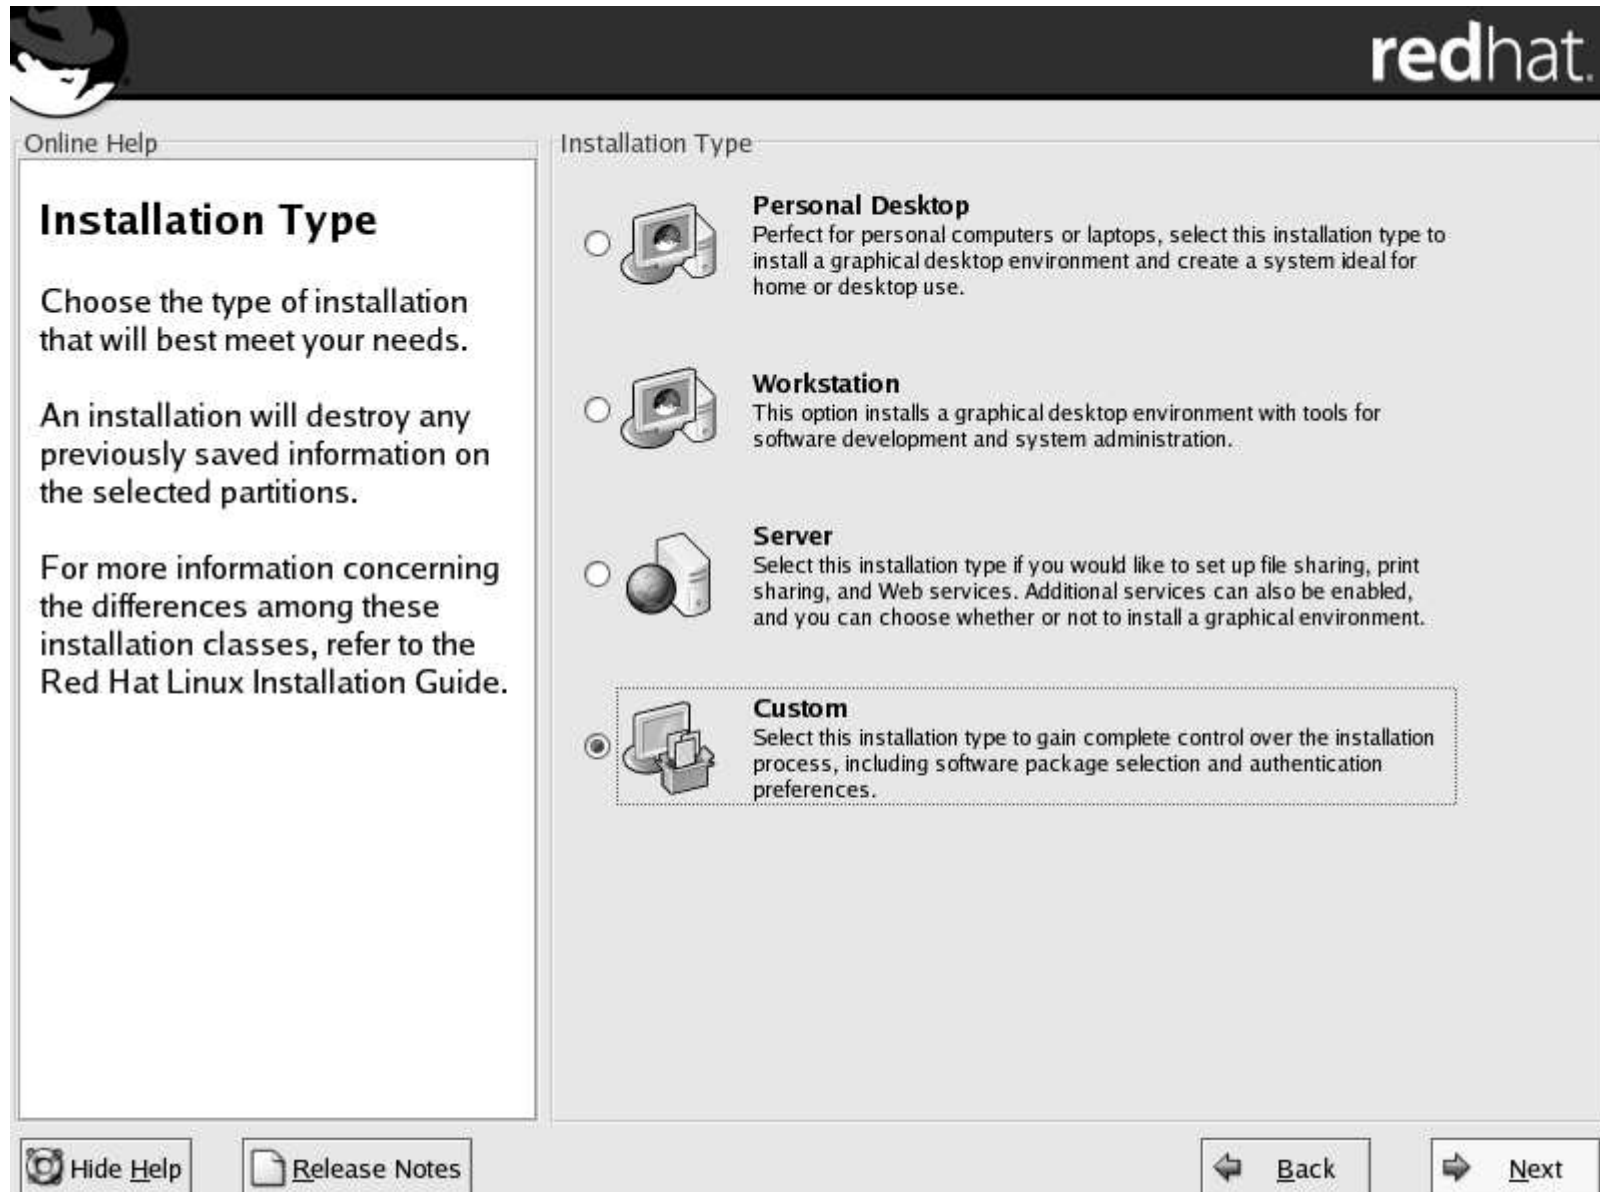 redhat.
Online Help
Installation Type
Choose the type of installation
that will best meet your needs.
An installation will destroy any
previously saved information on
the selected partitions.
For more information concerning
the differences among these
installation classes, refer to the
Red Hat Linux Installation Guide.
Installation Type
Personal Desktop
Perfect for personal computers or laptops, select this installation type to
install a graphical desktop environment and create a system ideal for
home or desktop use.
Workstation
This option installs a graphical desktop environment with tools for
software development and system administration.
Server
Select this installation type if you would like to set up file sharing, print
sharing, and Web services. Additional services can also be enabled,
and you can choose whether or not to install a graphical environment.
Custom
Select this installation type to gain complete control over the installation
process, including software package selection and authentication
preferences.
Hide Help
Release Notes
Back
Next